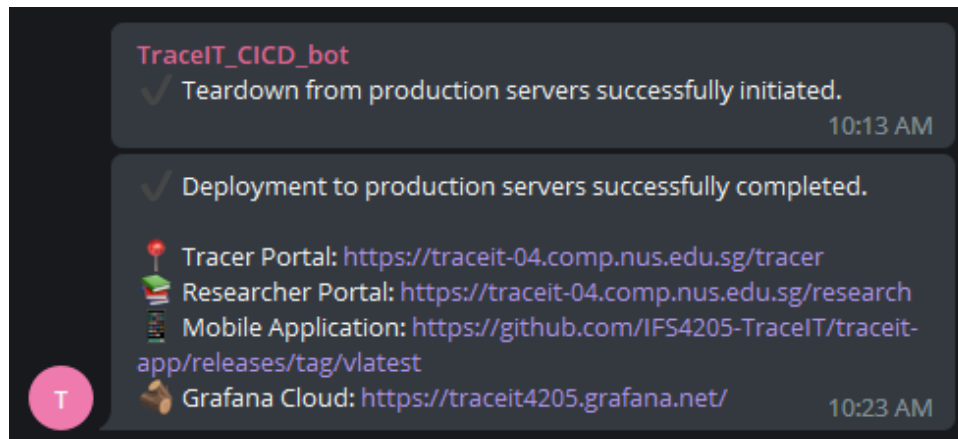 TraceIT_CICD_bot
✔ Teardown from production servers successfully initiated.
10:13 AM
✔ Deployment to production servers successfully completed.
📍 Tracer Portal: https://traceit-04.comp.nus.edu.sg/tracer
📚 Researcher Portal: https://traceit-04.comp.nus.edu.sg/research
📱 Mobile Application: https://github.com/IFS4205-TraceIT/traceit-
app/releases/tag/vlatest
🪵 Grafana Cloud: https://traceit4205.grafana.net/
10:23 AM
T